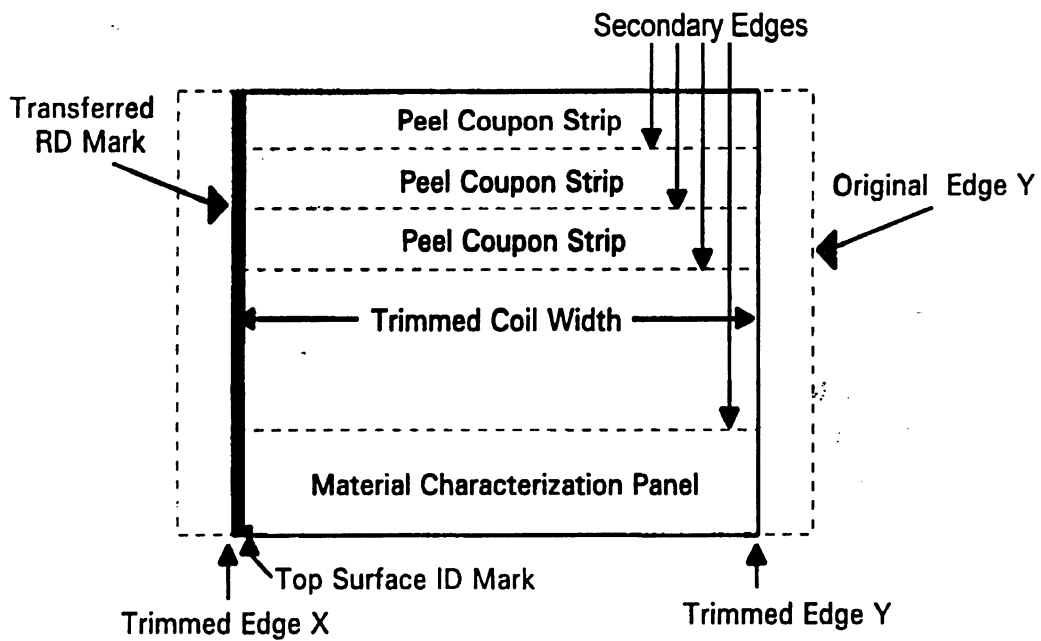 Secondary Edges
Transferred
RD Mark
Peel Coupon Strip
Peel Coupon Strip
Original Edge Y
Peel Coupon Strip
Trimmed Coil Width
Material Characterization Panel
Top Surface ID Mark
Trimmed Edge X
Trimmed Edge Y